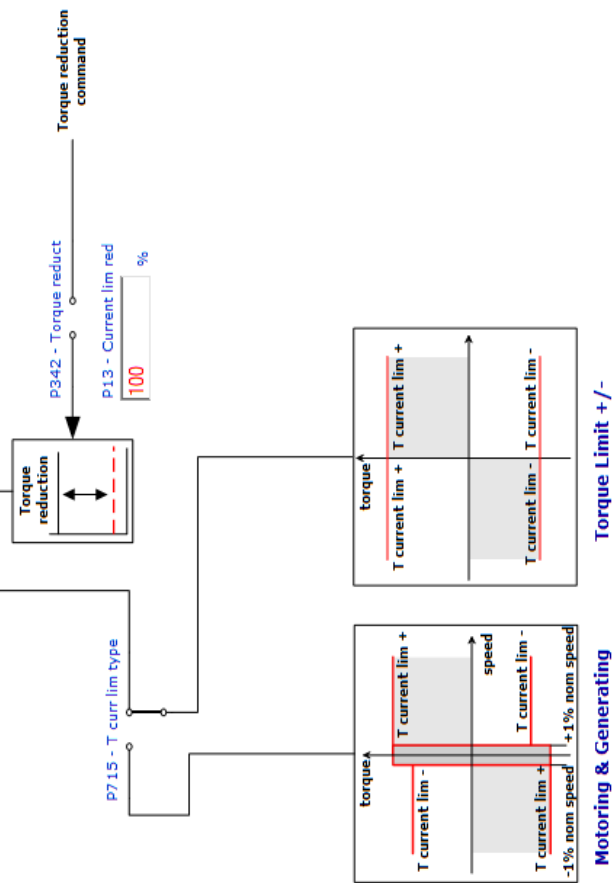 Torque reduction
command
P342 - Torque reduct
P13 - Current lim red
100
%
Torque
reduction
P715 - T curr lim type
torque
T current lim +
T current lim +
T current lim -
T current lim -
Torque Limit +/-
torque
T current lim -
T current lim +
speed
T current lim +
T current lim -
-1% nom speed
+1% nom speed
Motoring & Generating